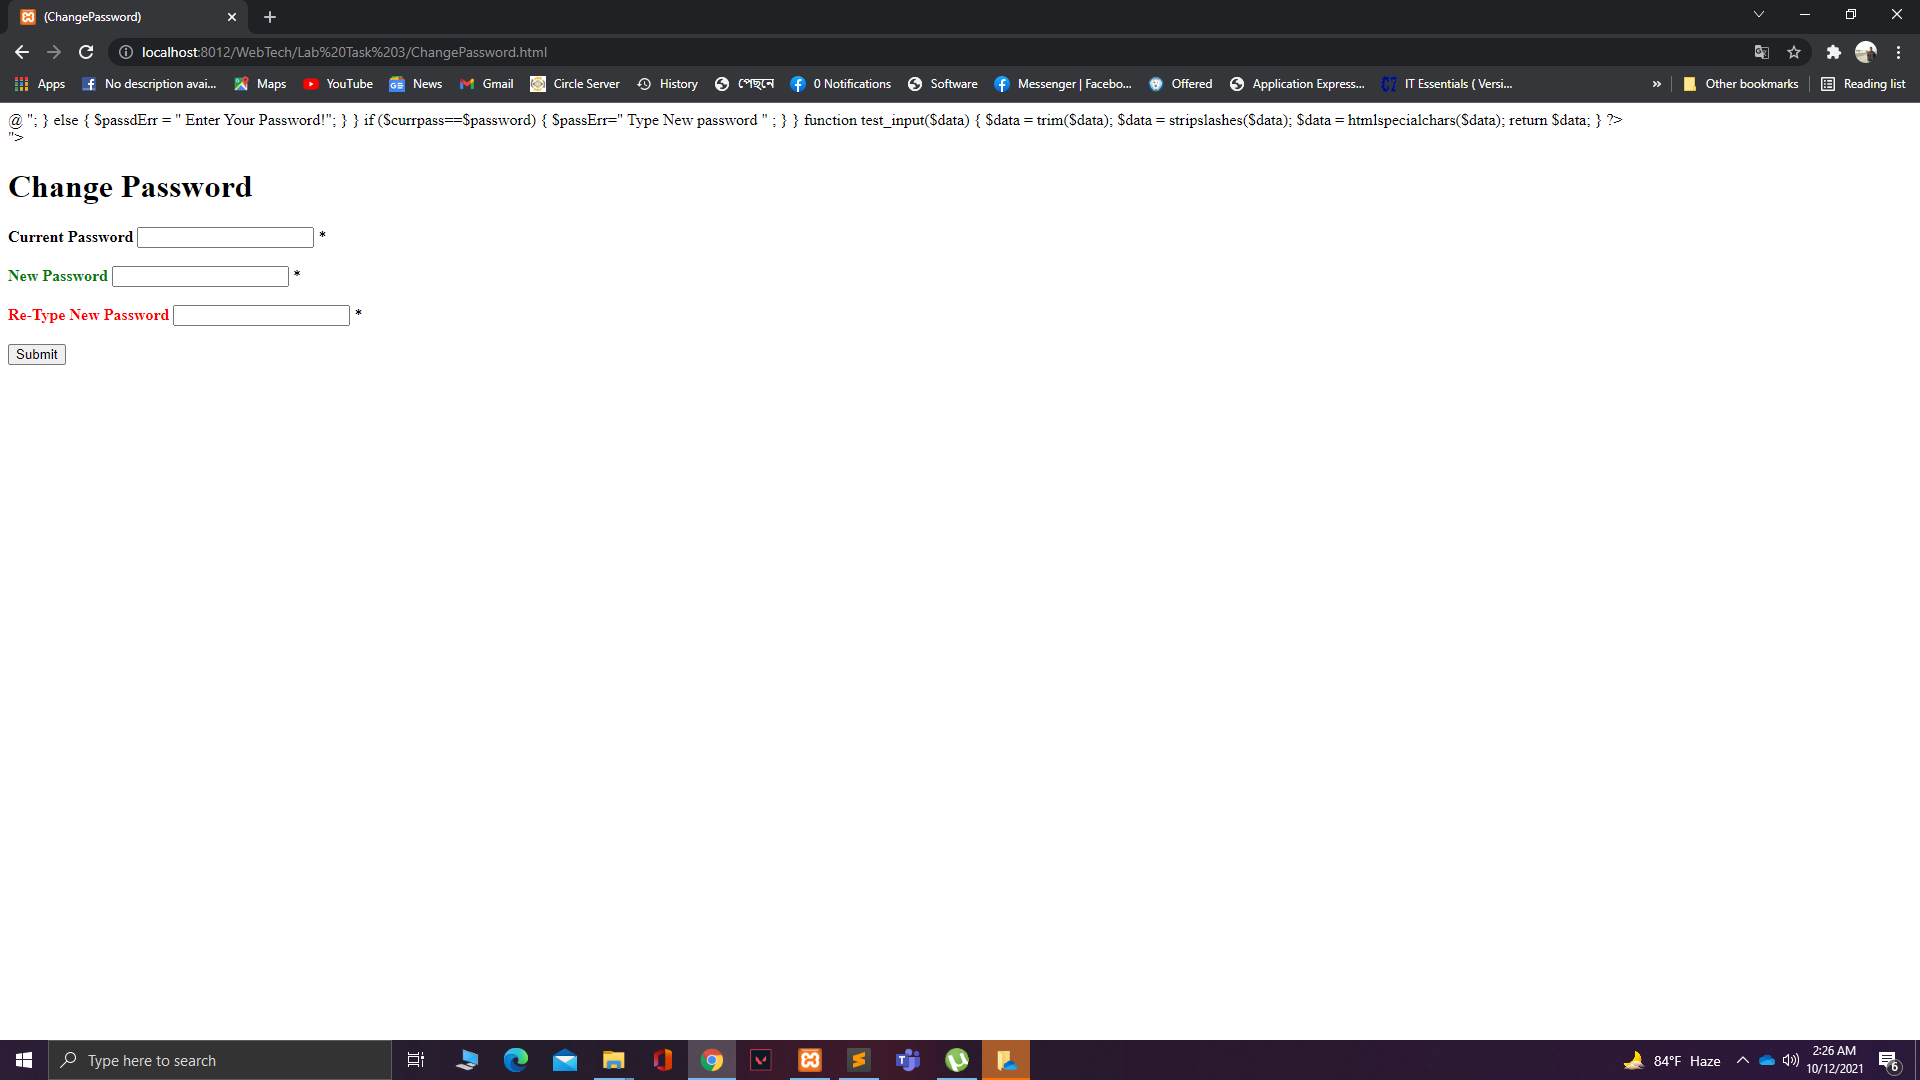 (ChangePassword)
localhost:8012/WebTech/Lab%20Task%203/ChangePassword.html
Apps No description avai... Maps YouTube News Gmail Circle Server History পেছনে 0 Notifications Software Messenger | Facebo... Offered Application Express... IT Essentials ( Versi... » Other bookmarks Reading list
@ "; } else { $passdErr = " Enter Your Password!"; } } if ($currpass==$password) { $passErr=" Type New password " ; } } function test_input($data) { $data = trim($data); $data = stripslashes($data); $data = htmlspecialchars($data); return $data; } ?>
">
Change Password
Current Password *
New Password *
Re-Type New Password *
Submit
Type here to search
84°F Haze
2:26 AM
10/12/2021
6